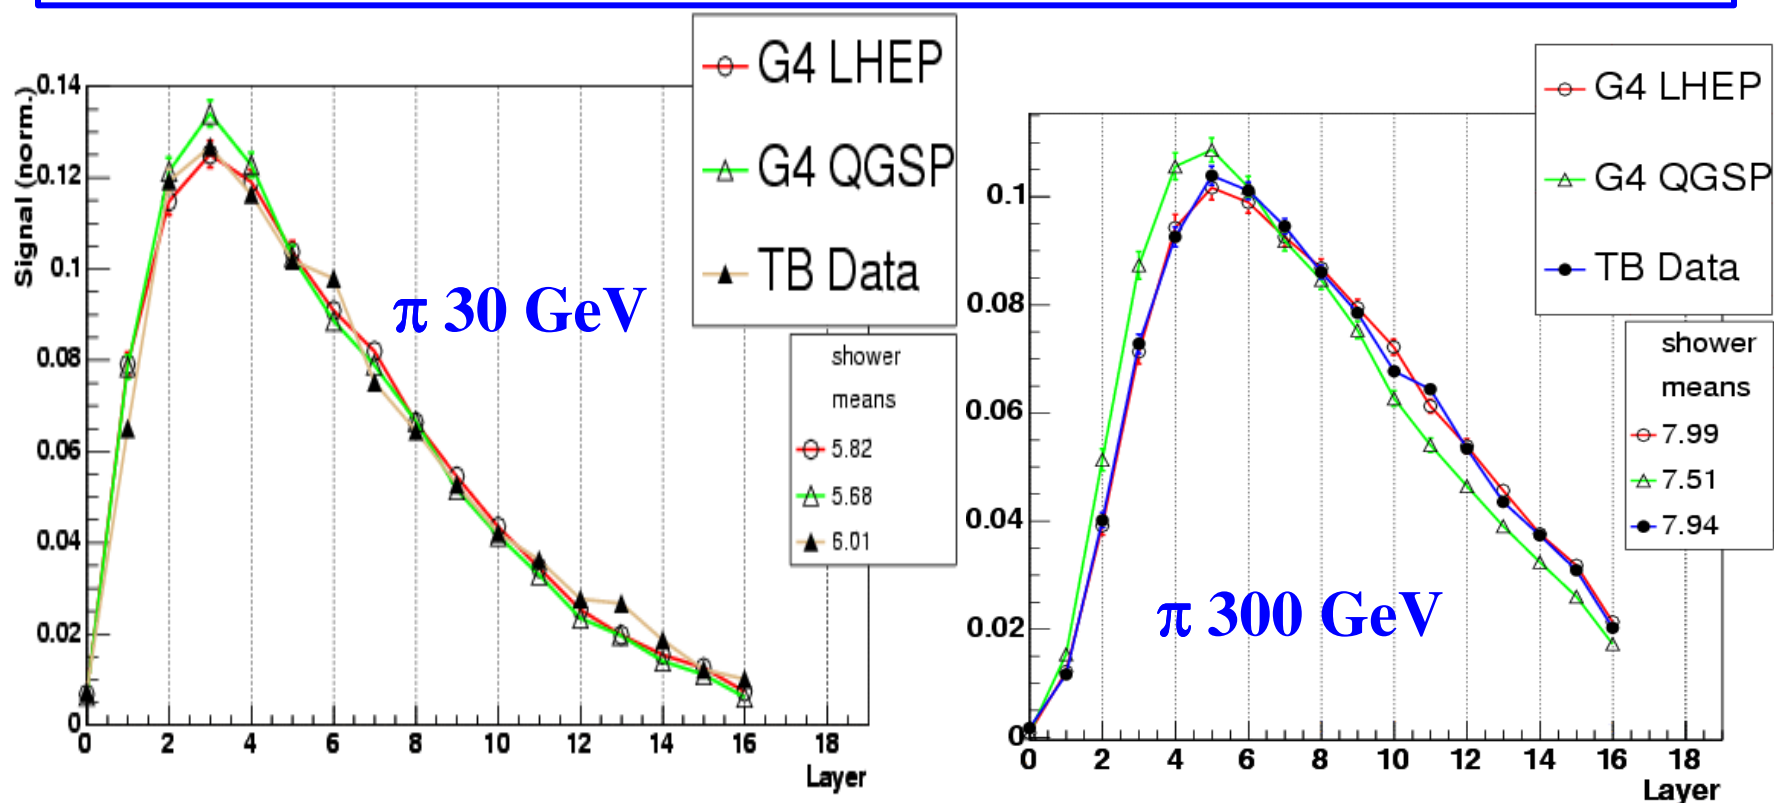 G4 LHEP
G4 QGSP
TB Data
shower
means
5.82
5.68
6.01
π 30 GeV
Signal (norm.)
0.14
0.12
0.1
0.08
0.06
0.04
0.02
0
0 2 4 6 8 10 12 14 16 18
Layer
G4 LHEP
G4 QGSP
TB Data
shower
means
7.99
7.51
7.94
π 300 GeV
0.1
0.08
0.06
0.04
0.02
0
0 2 4 6 8 10 12 14 16 18
Layer